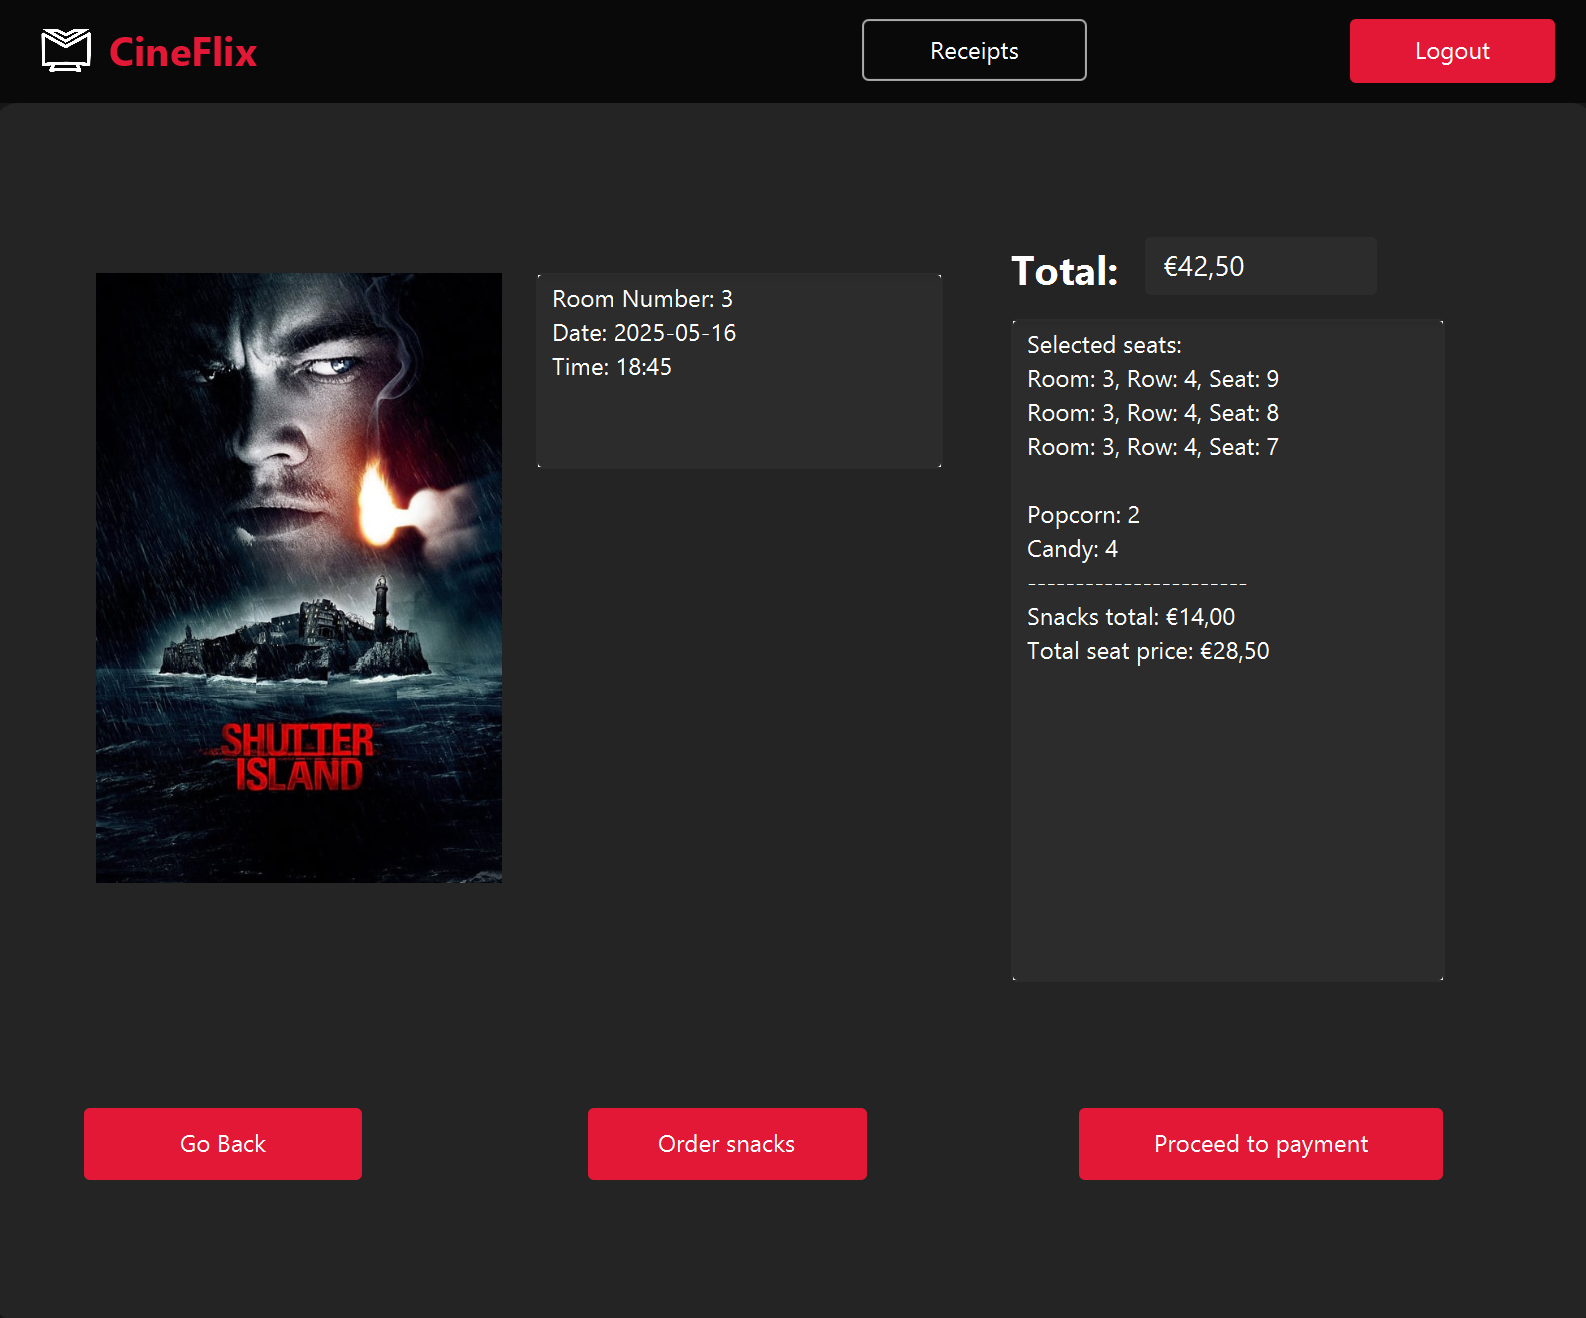 CineFlix
Receipts
Logout
SHUTTER
ISLAND
Room Number: 3
Date: 2025-05-16
Time: 18:45
Total:
€42,50
Selected seats:
Room: 3, Row: 4, Seat: 9
Room: 3, Row: 4, Seat: 8
Room: 3, Row: 4, Seat: 7
Popcorn: 2
Candy: 4
-----------------------
Snacks total: €14,00
Total seat price: €28,50
Go Back
Order snacks
Proceed to payment